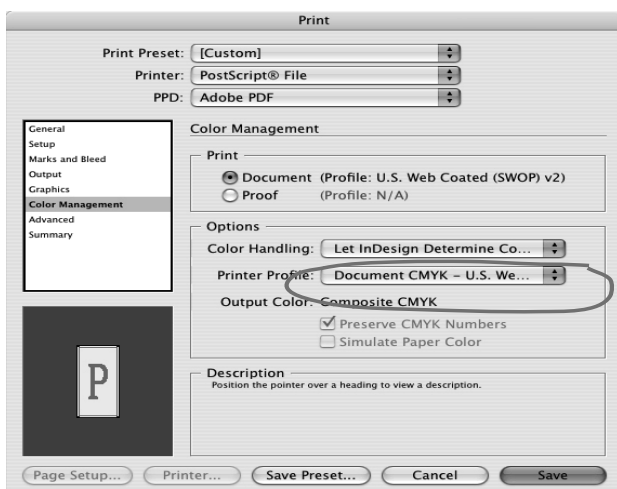 Print
Print Preset: [Custom]
Printer: PostScript® File
PPD: Adobe PDF
General
Setup
Marks and Bleed
Output
Graphics
Color Management
Advanced
Summary
Color Management
Print
Document (Profile: U.S. Web Coated (SWOP) v2)
Proof (Profile: N/A)
Options
Color Handling: Let InDesign Determine Co...
Printer Profile: Document CMYK – U.S. We...
Output Color: Composite CMYK
Preserve CMYK Numbers
Simulate Paper Color
P
Description
Position the pointer over a heading to view a description.
Page Setup... Printer... Save Preset... Cancel Save